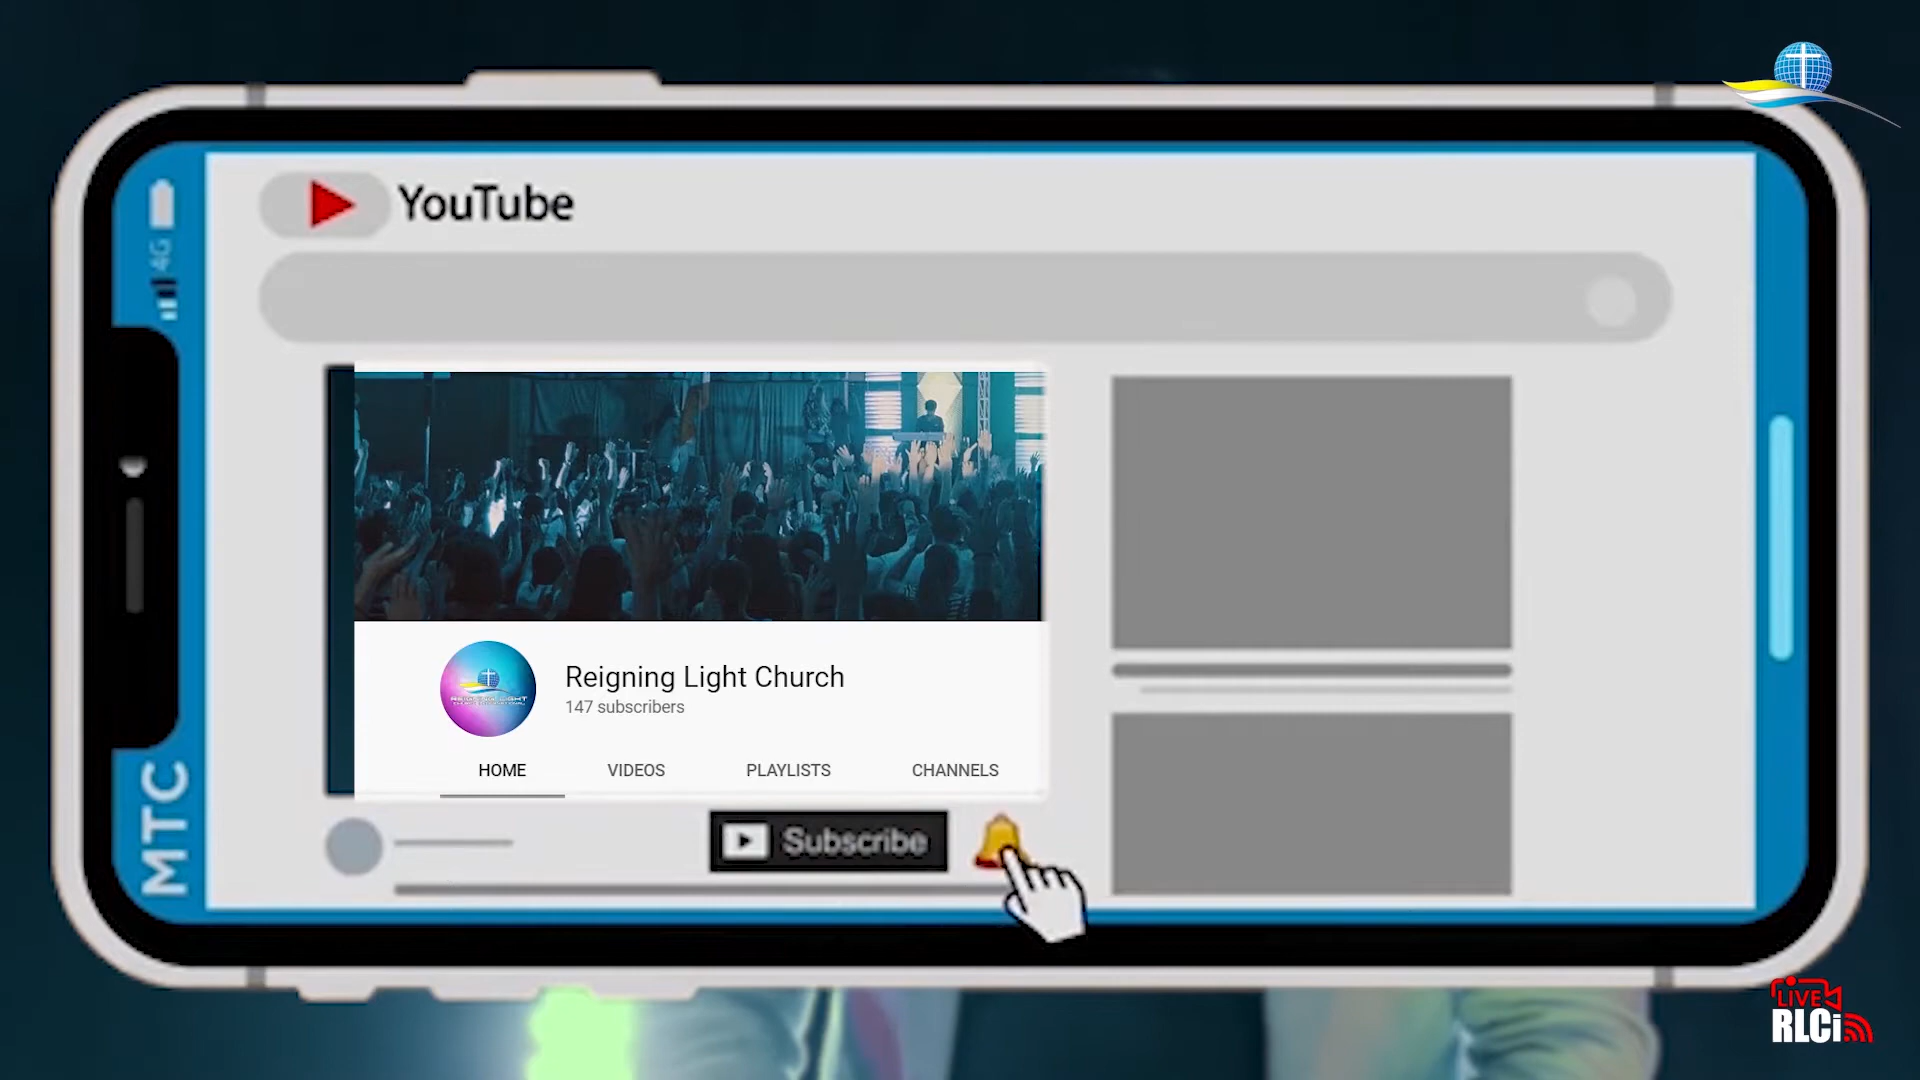 YouTube
4G
MTC
Reigning Light Church
147 subscribers
HOME VIDEOS PLAYLISTS CHANNELS
Subscribe
LIVE
RLCi